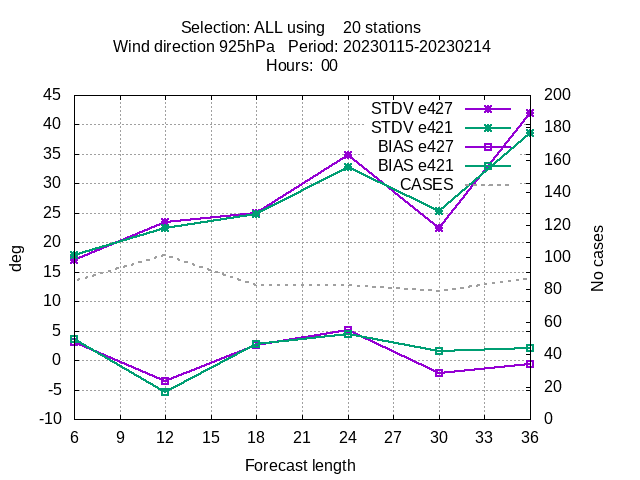 Selection: ALL using    20 stations
Wind direction 925hPa   Period: 20230115-20230214
Hours:  00
45 200
40 180
35 160
30 140
25 120
20 100
15 80
10 60
5 40
0 20
-5 0
-10
STDV e427
STDV e421
BIAS e427
BIAS e421
CASES
deg
No cases
6 9 12 15 18 21 24 27 30 33 36
Forecast length